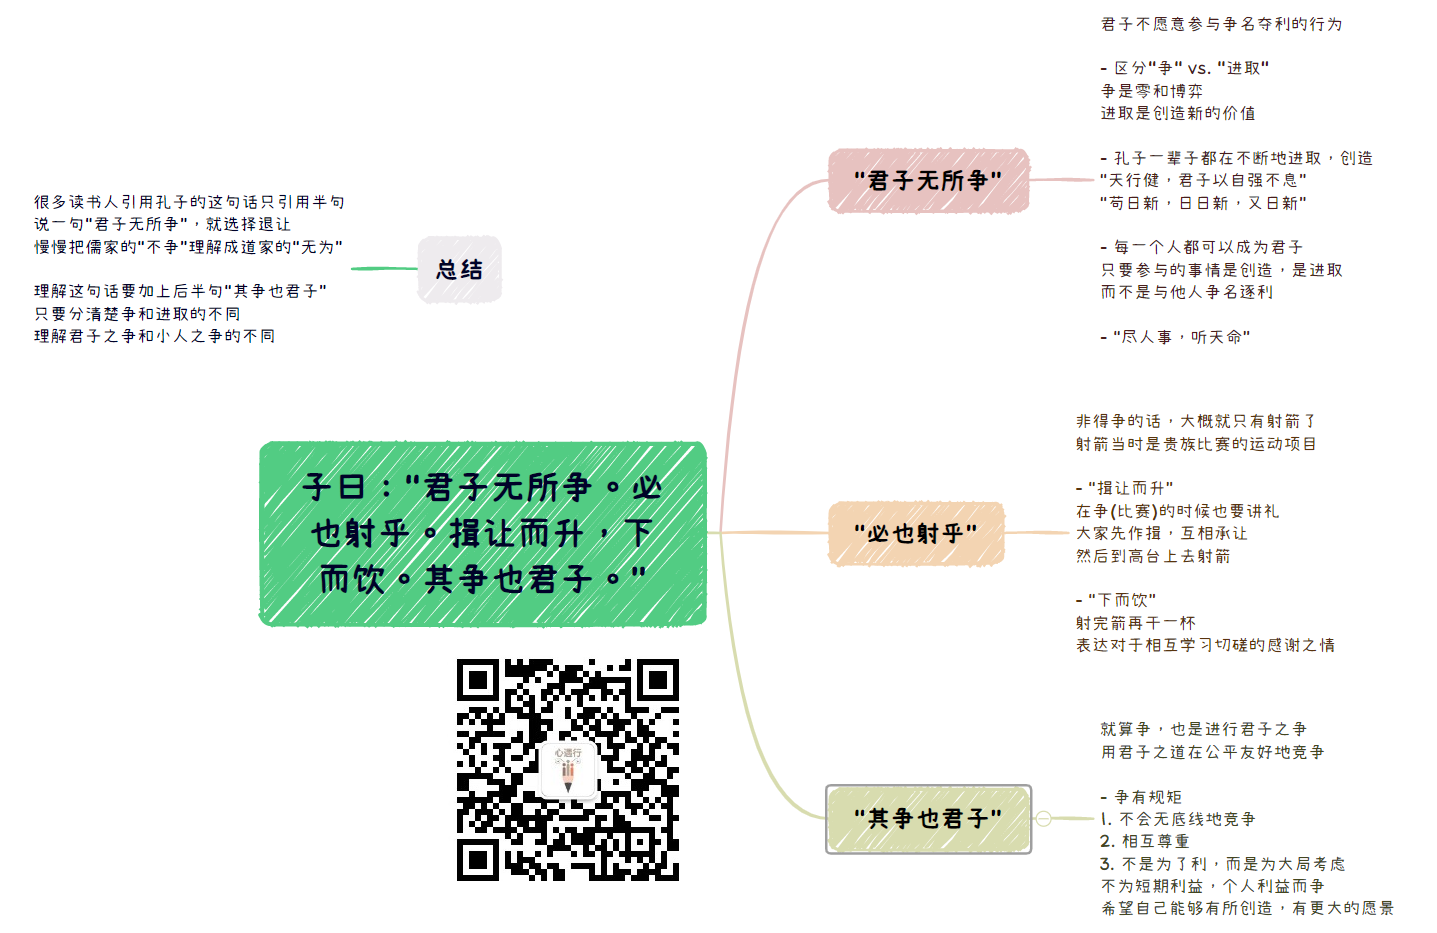 子曰："君子无所争。必
也射乎。揖让而升，下
而饮。其争也君子。"
"君子无所争"
君子不愿意参与争名夺利的行为
- 区分"争" vs. "进取"
争是零和博弈
进取是创造新的价值
- 孔子一辈子都在不断地进取，创造
"天行健，君子以自强不息"
"苟日新，日日新，又日新"
- 每一个人都可以成为君子
只要参与的事情是创造，是进取
而不是与他人争名逐利
- "尽人事，听天命"
"必也射乎"
非得争的话，大概就只有射箭了
射箭当时是贵族比赛的运动项目
- "揖让而升"
在争(比赛)的时候也要讲礼
大家先作揖，互相承让
然后到高台上去射箭
- "下而饮"
射完箭再干一杯
表达对于相互学习切磋的感谢之情
"其争也君子"
就算争，也是进行君子之争
用君子之道在公平友好地竞争
- 争有规矩
1. 不会无底线地竞争
2. 相互尊重
3. 不是为了利，而是为大局考虑
不为短期利益，个人利益而争
希望自己能够有所创造，有更大的愿景
总结
很多读书人引用孔子的这句话只引用半句
说一句"君子无所争"，就选择退让
慢慢把儒家的"不争"理解成道家的"无为"
理解这句话要加上后半句"其争也君子"
只要分清楚争和进取的不同
理解君子之争和小人之争的不同
心遇行